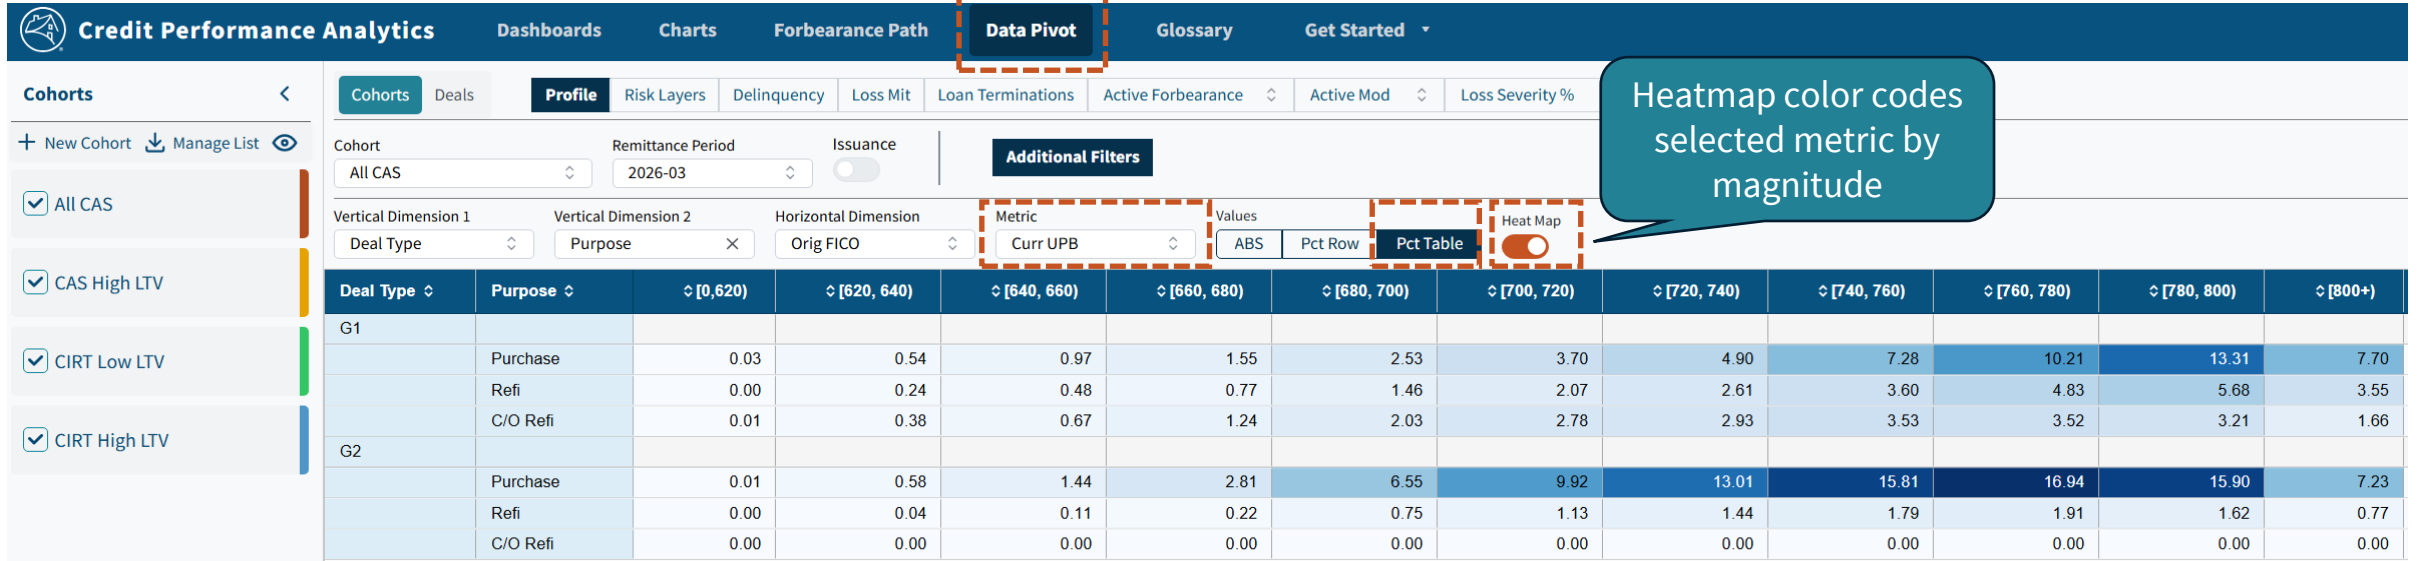 Credit Performance Analytics Dashboards Charts Forbearance Path Data Pivot Glossary Get Started
Cohorts
New Cohort Manage List
All CAS
CAS High LTV
CIRT Low LTV
CIRT High LTV
Cohorts Deals Profile Risk Layers Delinquency Loss Mit Loan Terminations Active Forbearance Active Mod Loss Severity %
Heatmap color codes
selected metric by
magnitude
Cohort Remittance Period Issuance
All CAS 2026-03 Additional Filters
Vertical Dimension 1 Vertical Dimension 2 Horizontal Dimension Metric Values Heat Map
Deal Type Purpose Orig FICO Curr UPB ABS Pct Row Pct Table
Deal Type Purpose [0,620) [620, 640) [640, 660) [660, 680) [680, 700) [700, 720) [720, 740) [740, 760) [760, 780) [780, 800) [800+)
G1
Purchase 0.03 0.54 0.97 1.55 2.53 3.70 4.90 7.28 10.21 13.31 7.70
Refi 0.00 0.24 0.48 0.77 1.46 2.07 2.61 3.60 4.83 5.68 3.55
C/O Refi 0.01 0.38 0.67 1.24 2.03 2.78 2.93 3.53 3.52 3.21 1.66
G2
Purchase 0.01 0.58 1.44 2.81 6.55 9.92 13.01 15.81 16.94 15.90 7.23
Refi 0.00 0.04 0.11 0.22 0.75 1.13 1.44 1.79 1.91 1.62 0.77
C/O Refi 0.00 0.00 0.00 0.00 0.00 0.00 0.00 0.00 0.00 0.00 0.00